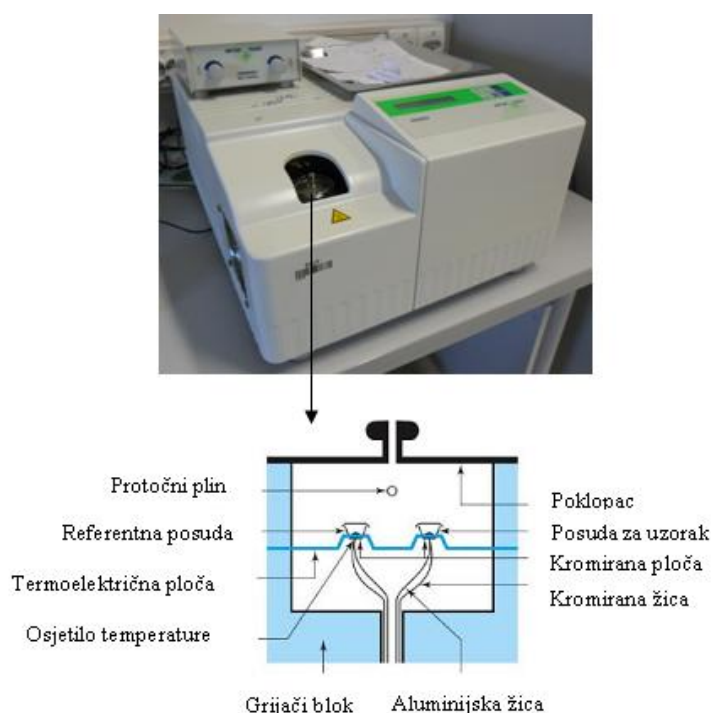 Protočni plin
Referentna posuda
Termoelektrična ploča
Osjetilo temperature
Grijači blok
Poklopac
Posuda za uzorak
Kromirana ploča
Kromirana žica
Aluminijska žica